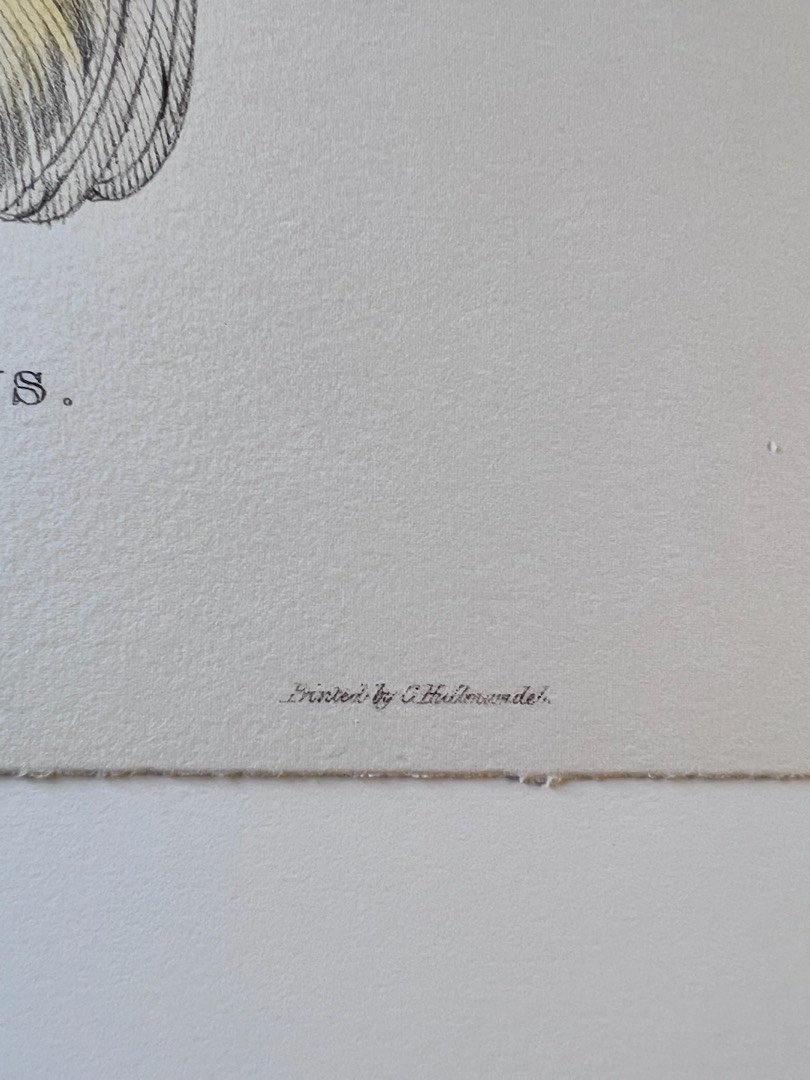 S.
Printed by C. Hullmandel.